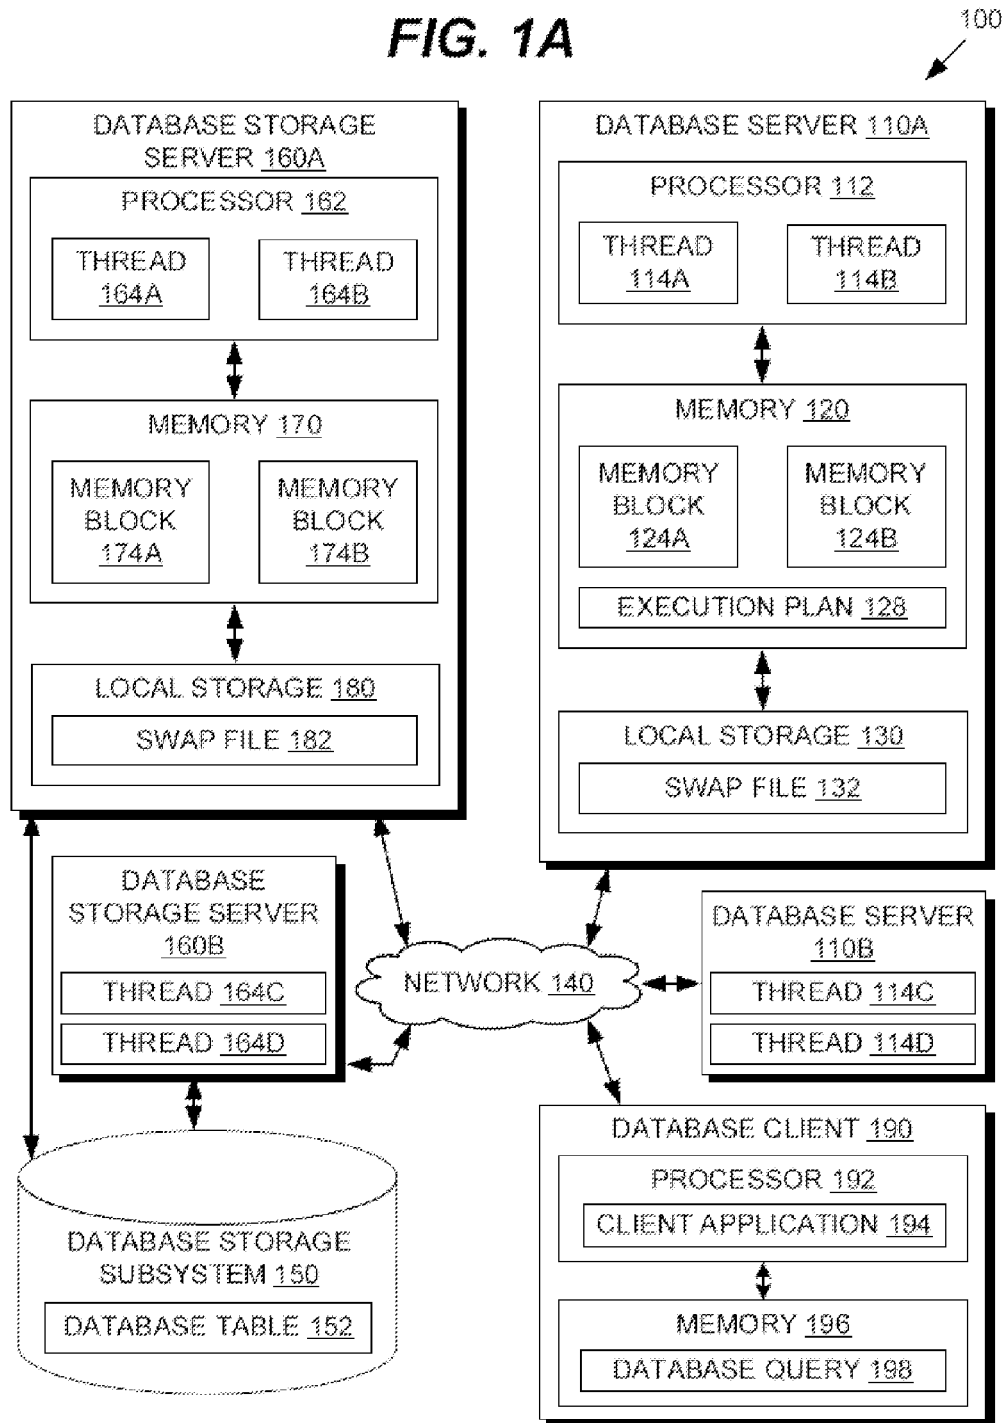 FIG. 1A
100
DATABASE STORAGE
SERVER 160A
PROCESSOR 162
THREAD
164A
THREAD
164B
MEMORY 170
MEMORY
BLOCK
174A
MEMORY
BLOCK
174B
LOCAL STORAGE 180
SWAP FILE 182
DATABASE SERVER 110A
PROCESSOR 112
THREAD
114A
THREAD
114B
MEMORY 120
MEMORY
BLOCK
124A
MEMORY
BLOCK
124B
EXECUTION PLAN 128
LOCAL STORAGE 130
SWAP FILE 132
DATABASE
STORAGE SERVER
160B
THREAD 164C
THREAD 164D
NETWORK 140
DATABASE SERVER
110B
THREAD 114C
THREAD 114D
DATABASE STORAGE
SUBSYSTEM 150
DATABASE TABLE 152
DATABASE CLIENT 190
PROCESSOR 192
CLIENT APPLICATION 194
MEMORY 196
DATABASE QUERY 198